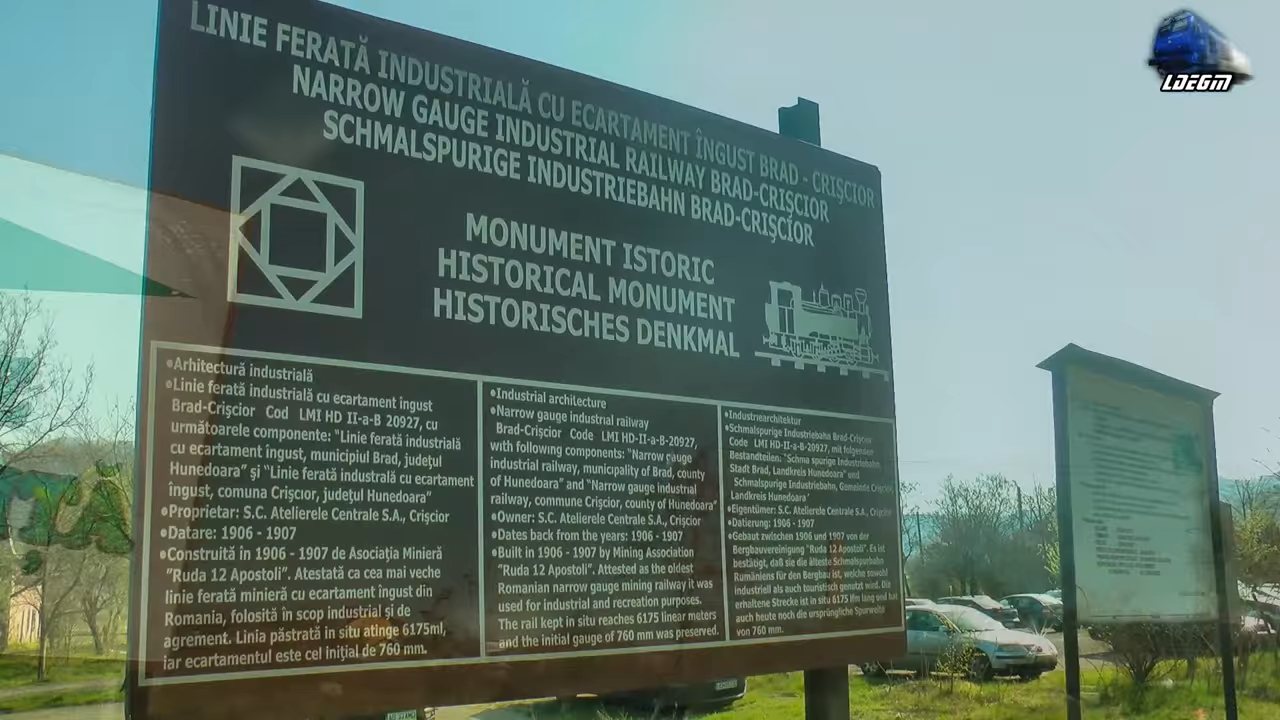 LDEGM
LINIE FERATĂ INDUSTRIALĂ CU ECARTAMENT ÎNGUST BRAD - CRIŞCIOR
NARROW GAUGE INDUSTRIAL RAILWAY BRAD-CRIŞCIOR
SCHMALSPURIGE INDUSTRIEBAHN BRAD-CRIŞCIOR
MONUMENT ISTORIC
HISTORICAL MONUMENT
HISTORISCHES DENKMAL
•Arhitectură industrială
•Linie ferată industrială cu ecartament ingust
Brad-Crişcior Cod LMI HD II-a-B 20927, cu
următoarele componente: "Linie ferată industrială
cu ecartament ingust, municipiul Brad, judeţul
Hunedoara" şi "Linie ferată industrală cu ecartament
îngust, comuna Crişcior, judeţul Hunedoara"
•Proprietar: S.C. Atelierele Centrale S.A., Crişcior
•Datare: 1906 - 1907
•Construită in 1906 - 1907 de Asociaţia Minieră
"Ruda 12 Apostoli". Atestată ca cea mai veche
linie ferată minieră cu ecartament ingust din
Romania, folosită în scop industrial şi de
agrement. Linia păstrată in situ atinge 6175ml,
iar ecartamentul este cel iniţial de 760 mm.
•Industrial architecture
•Narrow gauge industrial railway
Brad-Crişcior Code LMI HD-II-a-B-20927,
with following components: "Narrow gauge
industrial railway, municipality of Brad, county
of Hunedoara" and "Narrow gauge industrial
railway, commune Crişcior, county of Hunedoara"
•Owner: S.C. Atelierele Centrale S.A., Crişcior
•Dates back from the years: 1906 - 1907
•Built in 1906 - 1907 by Mining Association
"Ruda 12 Apostoli". Attested as the oldest
Romanian narrow gauge mining railway it was
used for industrial and recreation purposes.
The rail kept in situ reaches 6175 linear meters
and the initial gauge of 760 mm was preserved.
•Industriearchitektur
•Schmalspurige Industriebahn Brad-Crişcior
Code LMI HD-II-a-B-20927, mit folgenden
Bestandteilen: "Schma spurige Industriebahn
Stadt Brad, Landkreis Hunedoara" und
Schmalspurige Industriebahn, Gemeinde Crişcior
Landkreis Hunedoara"
•Eigentümer: S.C. Atelierele Centrale S.A., Crişcior
•Datierung: 1906 - 1907
•Gebaut zwischen 1906 und 1907 von der
Bergbauvereinigung "Ruda 12 Apostoli". Es ist
bestätigt, daß sie die älteste Schmalspurbahn
Rumäniens für den Bergbau ist, welche sowohl
industriell als auch touristisch genutzt wird. Die
erhaltene Strecke ist in situ 6175 lfm lang und hat
auch heute noch die ursprüngliche Spurweite
von 760 mm.